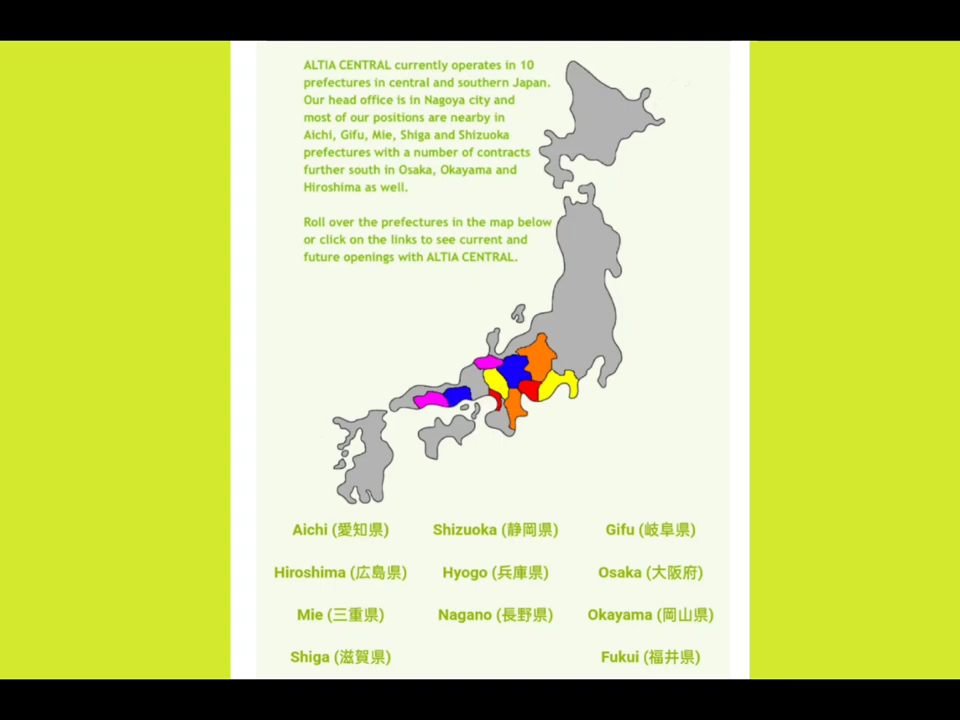 ALTIA CENTRAL currently operates in 10
prefectures in central and southern Japan.
Our head office is in Nagoya city and
most of our positions are nearby in
Aichi, Gifu, Mie, Shiga and Shizuoka
prefectures with a number of contracts
further south in Osaka, Okayama and
Hiroshima as well.
Roll over the prefectures in the map below
or click on the links to see current and
future openings with ALTIA CENTRAL.
Aichi (愛知県) Shizuoka (静岡県) Gifu (岐阜県)
Hiroshima (広島県) Hyogo (兵庫県) Osaka (大阪府)
Mie (三重県) Nagano (長野県) Okayama (岡山県)
Shiga (滋賀県) Fukui (福井県)